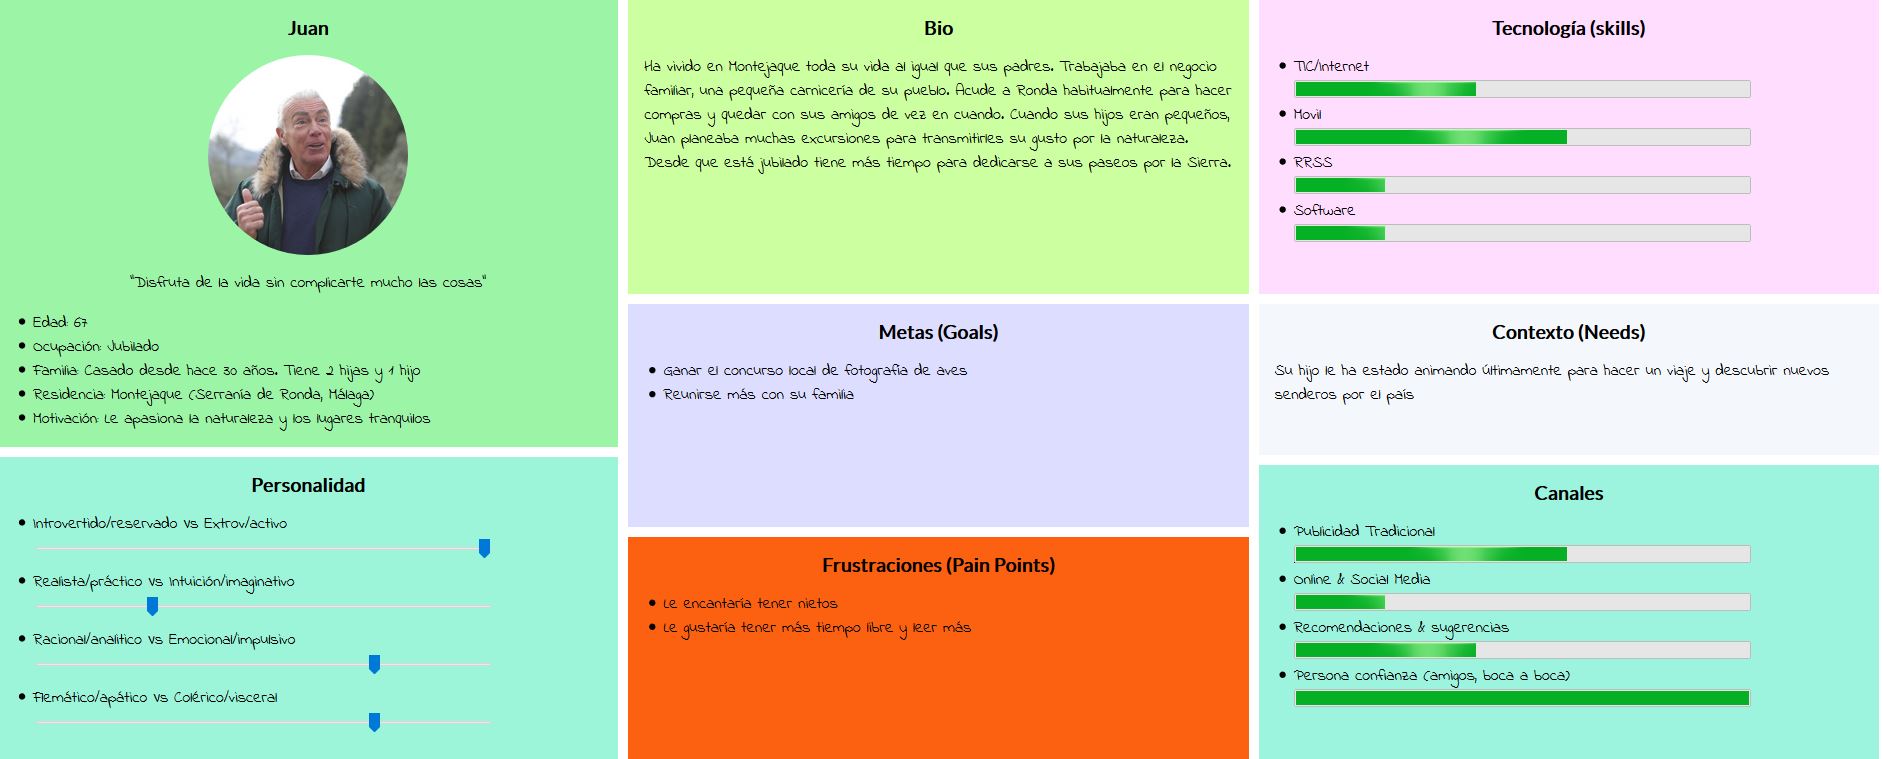 Juan
"Disfruta de la vida sin complicarte mucho las cosas"
Edad: 67
Ocupación: Jubilado
Familia: Casado desde hace 30 años. Tiene 2 hijas y 1 hijo
Residencia: Montejaque (Serranía de Ronda, Málaga)
Motivación: Le apasiona la naturaleza y los lugares tranquilos
Personalidad
Introvertido/reservado Vs Extrov/activo
Realista/práctico Vs Intuición/imaginativo
Racional/analítico Vs Emocional/impulsivo
Flemático/apático Vs Colérico/visceral
Bio
Ha vivido en Montejaque toda su vida al igual que sus padres. Trabajaba en el negocio
familiar, una pequeña carnicería de su pueblo. Acude a Ronda habitualmente para hacer
compras y quedar con sus amigos de vez en cuando. Cuando sus hijos eran pequeños,
Juan planeaba muchas excursiones para transmitirles su gusto por la naturaleza.
Desde que está jubilado tiene más tiempo para dedicarse a sus paseos por la Sierra.
Metas (Goals)
Ganar el concurso local de fotografía de aves
Reunirse más con su familia
Frustraciones (Pain Points)
Le encantaría tener nietos
Le gustaría tener más tiempo libre y leer más
Tecnología (skills)
TIC/Internet
Movil
RRSS
Software
Contexto (Needs)
Su hijo le ha estado animando últimamente para hacer un viaje y descubrir nuevos
senderos por el país
Canales
Publicidad Tradicional
Online & Social Media
Recomendaciones & sugerencias
Persona confianza (amigos, boca a boca)